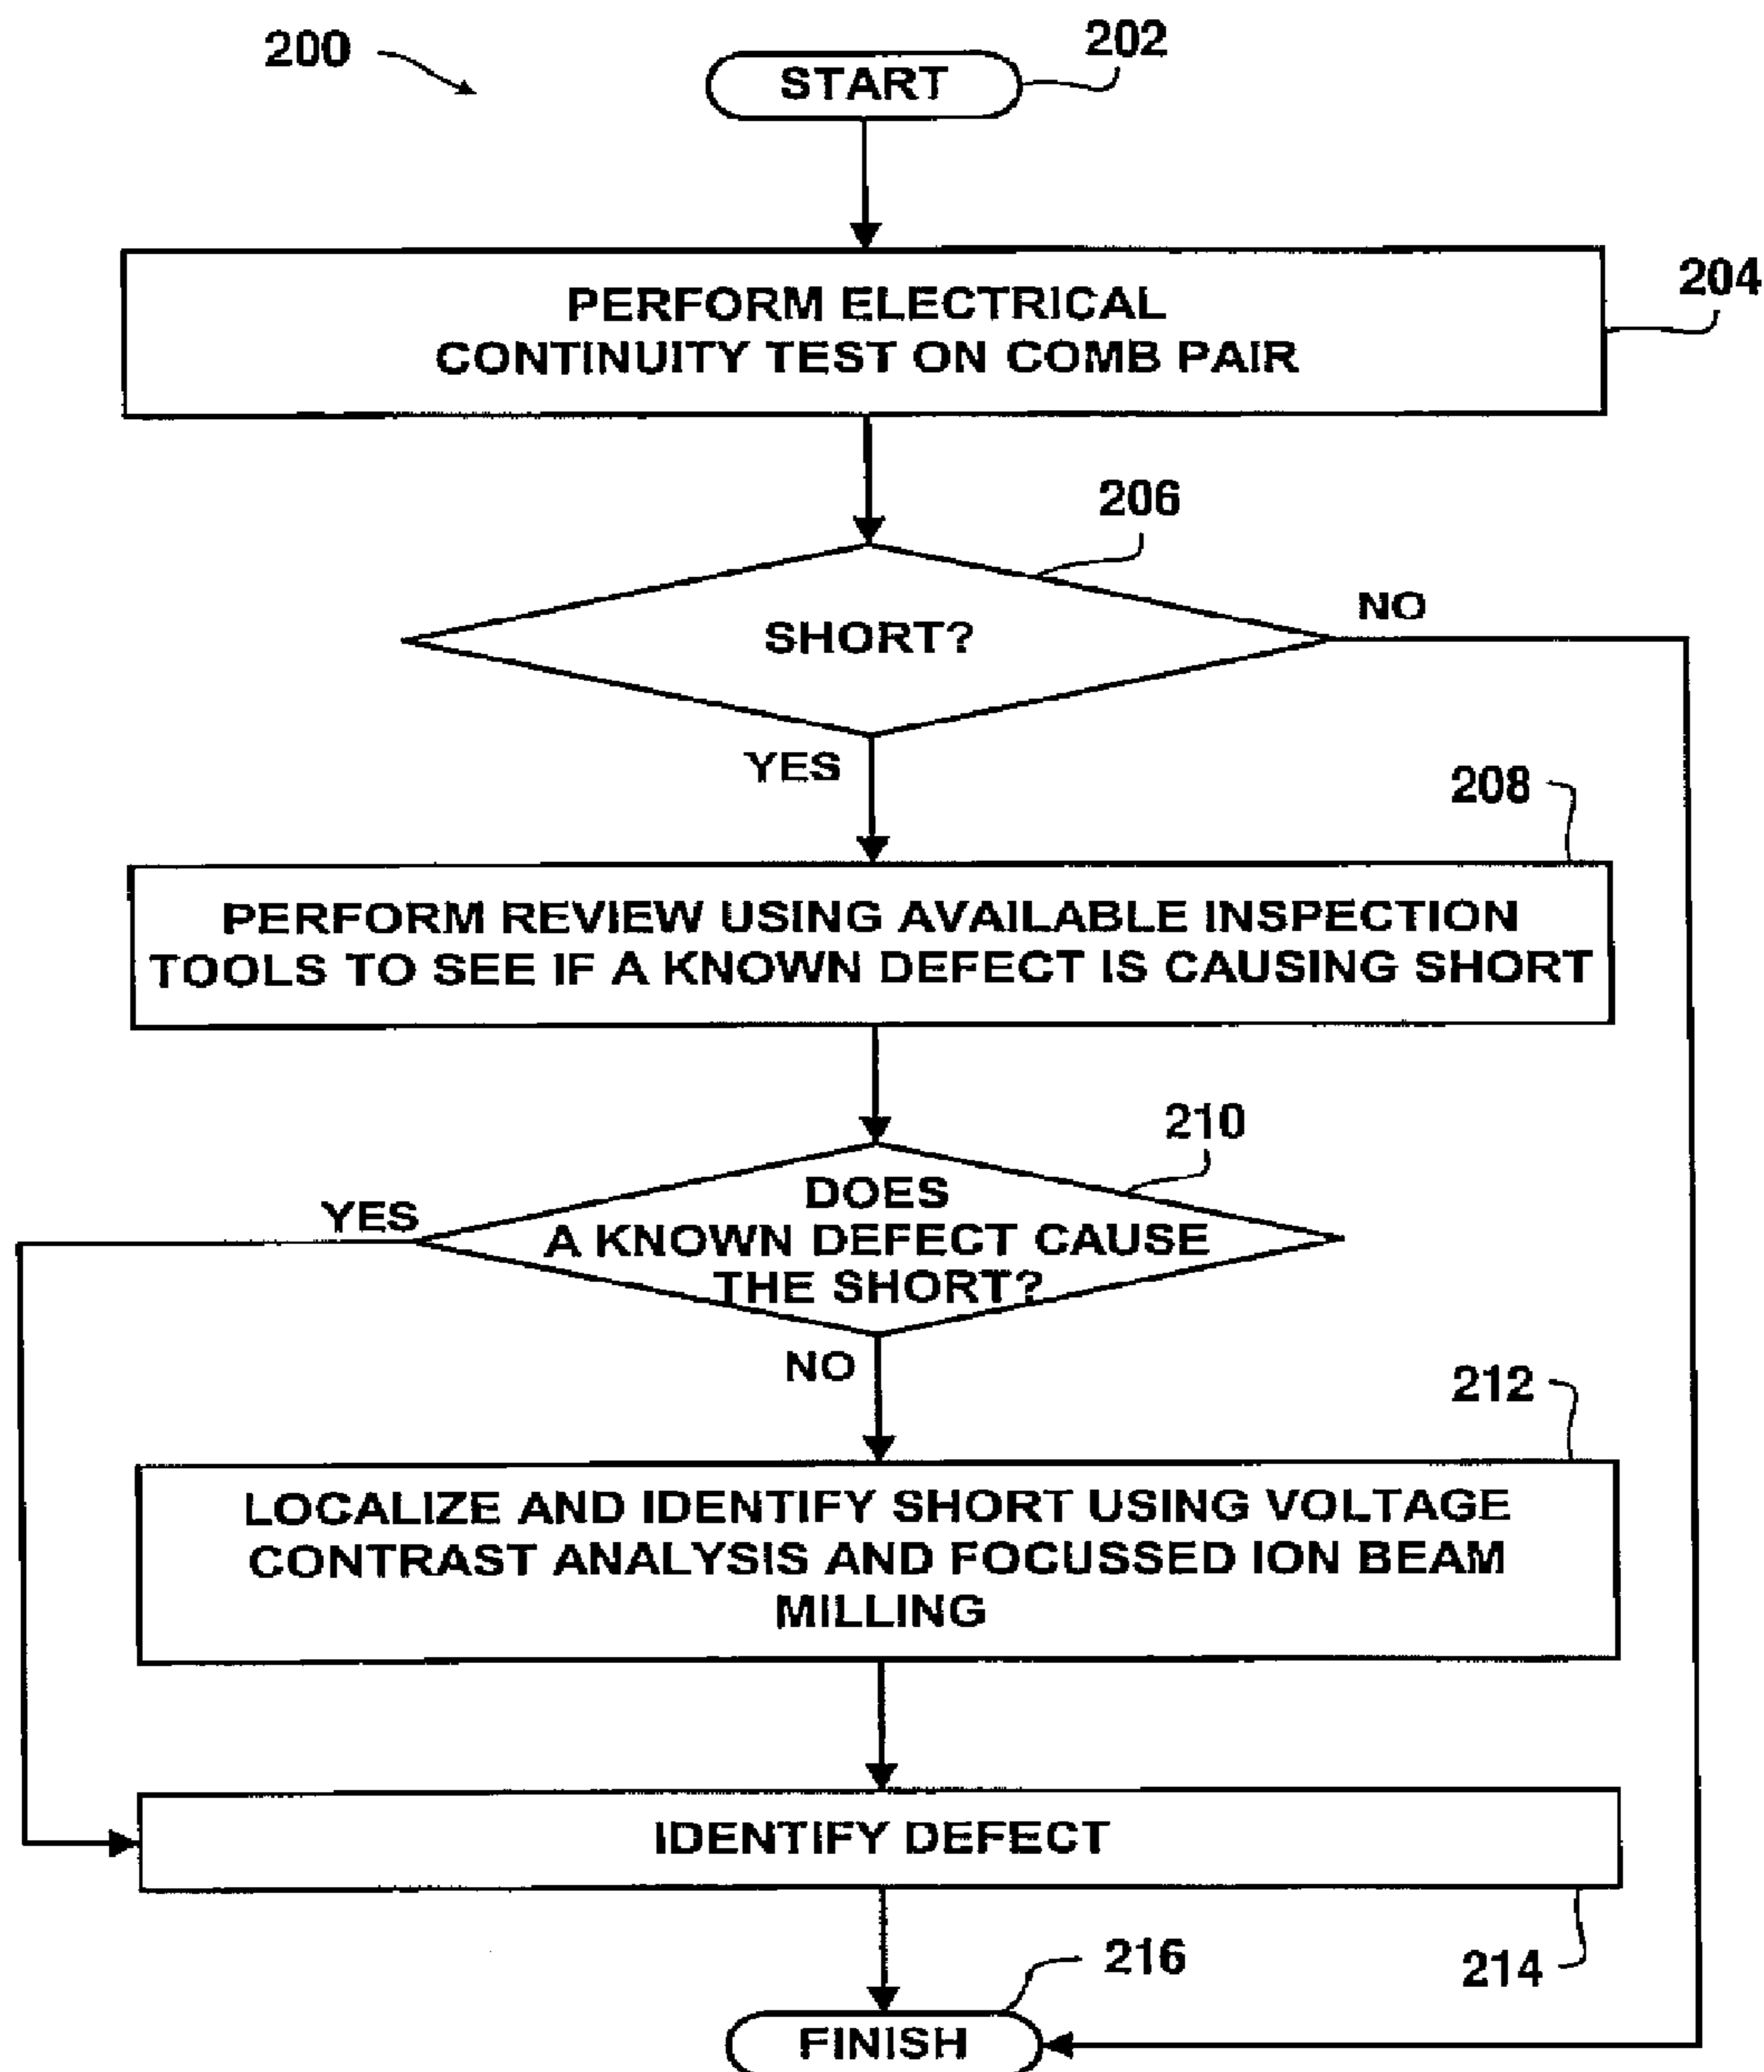 200
202
START
204
PERFORM ELECTRICAL
CONTINUITY TEST ON COMB PAIR
206
SHORT?
NO
YES
208
PERFORM REVIEW USING AVAILABLE INSPECTION
TOOLS TO SEE IF A KNOWN DEFECT IS CAUSING SHORT
210
DOES
A KNOWN DEFECT CAUSE
THE SHORT?
YES
NO
212
LOCALIZE AND IDENTIFY SHORT USING VOLTAGE
CONTRAST ANALYSIS AND FOCUSSED ION BEAM
MILLING
IDENTIFY DEFECT
214
216
FINISH